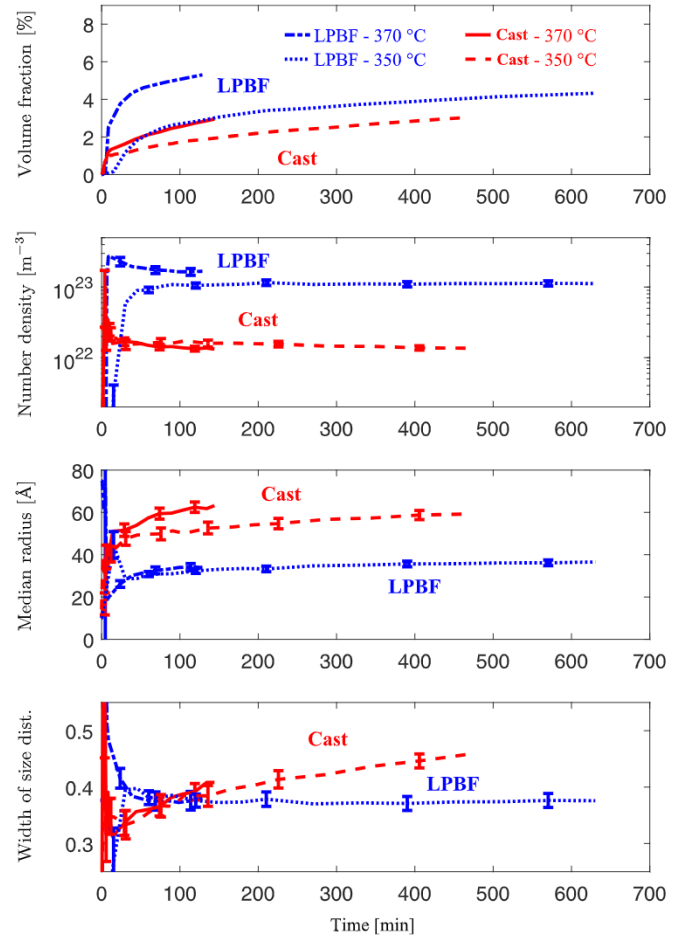 Volume fraction [%]
8
6
4
2
0
LPBF - 370 °C
Cast - 370 °C
LPBF - 350 °C
Cast - 350 °C
LPBF
Cast
0 100 200 300 400 500 600 700
Number density [m⁻³]
10²³
10²²
LPBF
Cast
0 100 200 300 400 500 600 700
Median radius [Å]
80
60
40
20
0
Cast
LPBF
0 100 200 300 400 500 600 700
Width of size dist.
0.5
0.4
0.3
Cast
LPBF
0 100 200 300 400 500 600 700
Time [min]